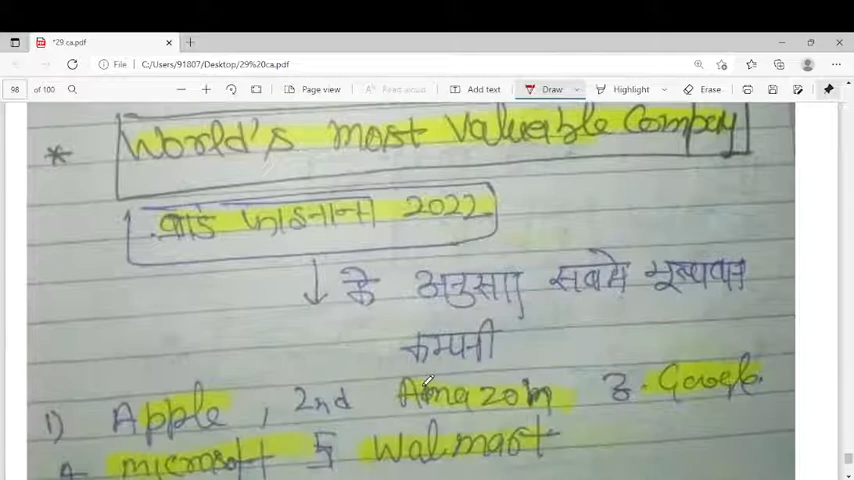 *29 ca.pdf
File C:/Users/91807/Desktop/29%20ca.pdf
98 of 100 Page view Read aloud Add text Draw Highlight Erase
* World's most Valuable Company
ब्रांड फाइनान्स 2022
↓ के अनुसार सबसे मूल्यवान
कम्पनी
1) Apple, 2nd Amazom 3. Google.
4 microsoft 5 Walmart